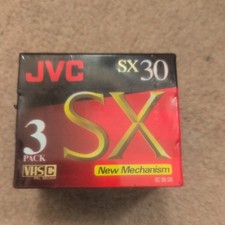 JVC SX 30
SX
3
PACK
VHS C
New Mechanism